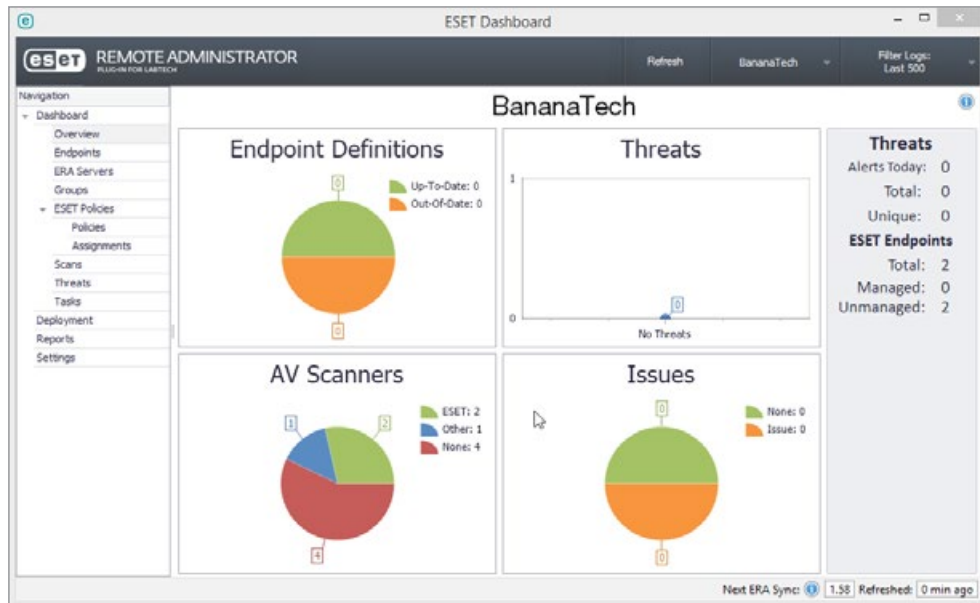 ESET Dashboard
eset REMOTE ADMINISTRATOR
PLUG-IN FOR LABTECH
Refresh
BananaTech
Filter Logs:
Last 500
Navigation
Dashboard
Overview
Endpoints
ERA Servers
Groups
ESET Policies
Policies
Assignments
Scans
Threats
Tasks
Deployment
Reports
Settings
BananaTech
Endpoint Definitions
0
Up-To-Date: 0
Out-Of-Date: 0
0
Threats
1
0
0
No Threats
AV Scanners
1
2
ESET: 2
Other: 1
None: 4
4
Issues
0
None: 0
Issue: 0
0
Threats
Alerts Today: 0
Total: 0
Unique: 0
ESET Endpoints
Total: 2
Managed: 0
Unmanaged: 2
Next ERA Sync: 1.58 Refreshed: 0 min ago